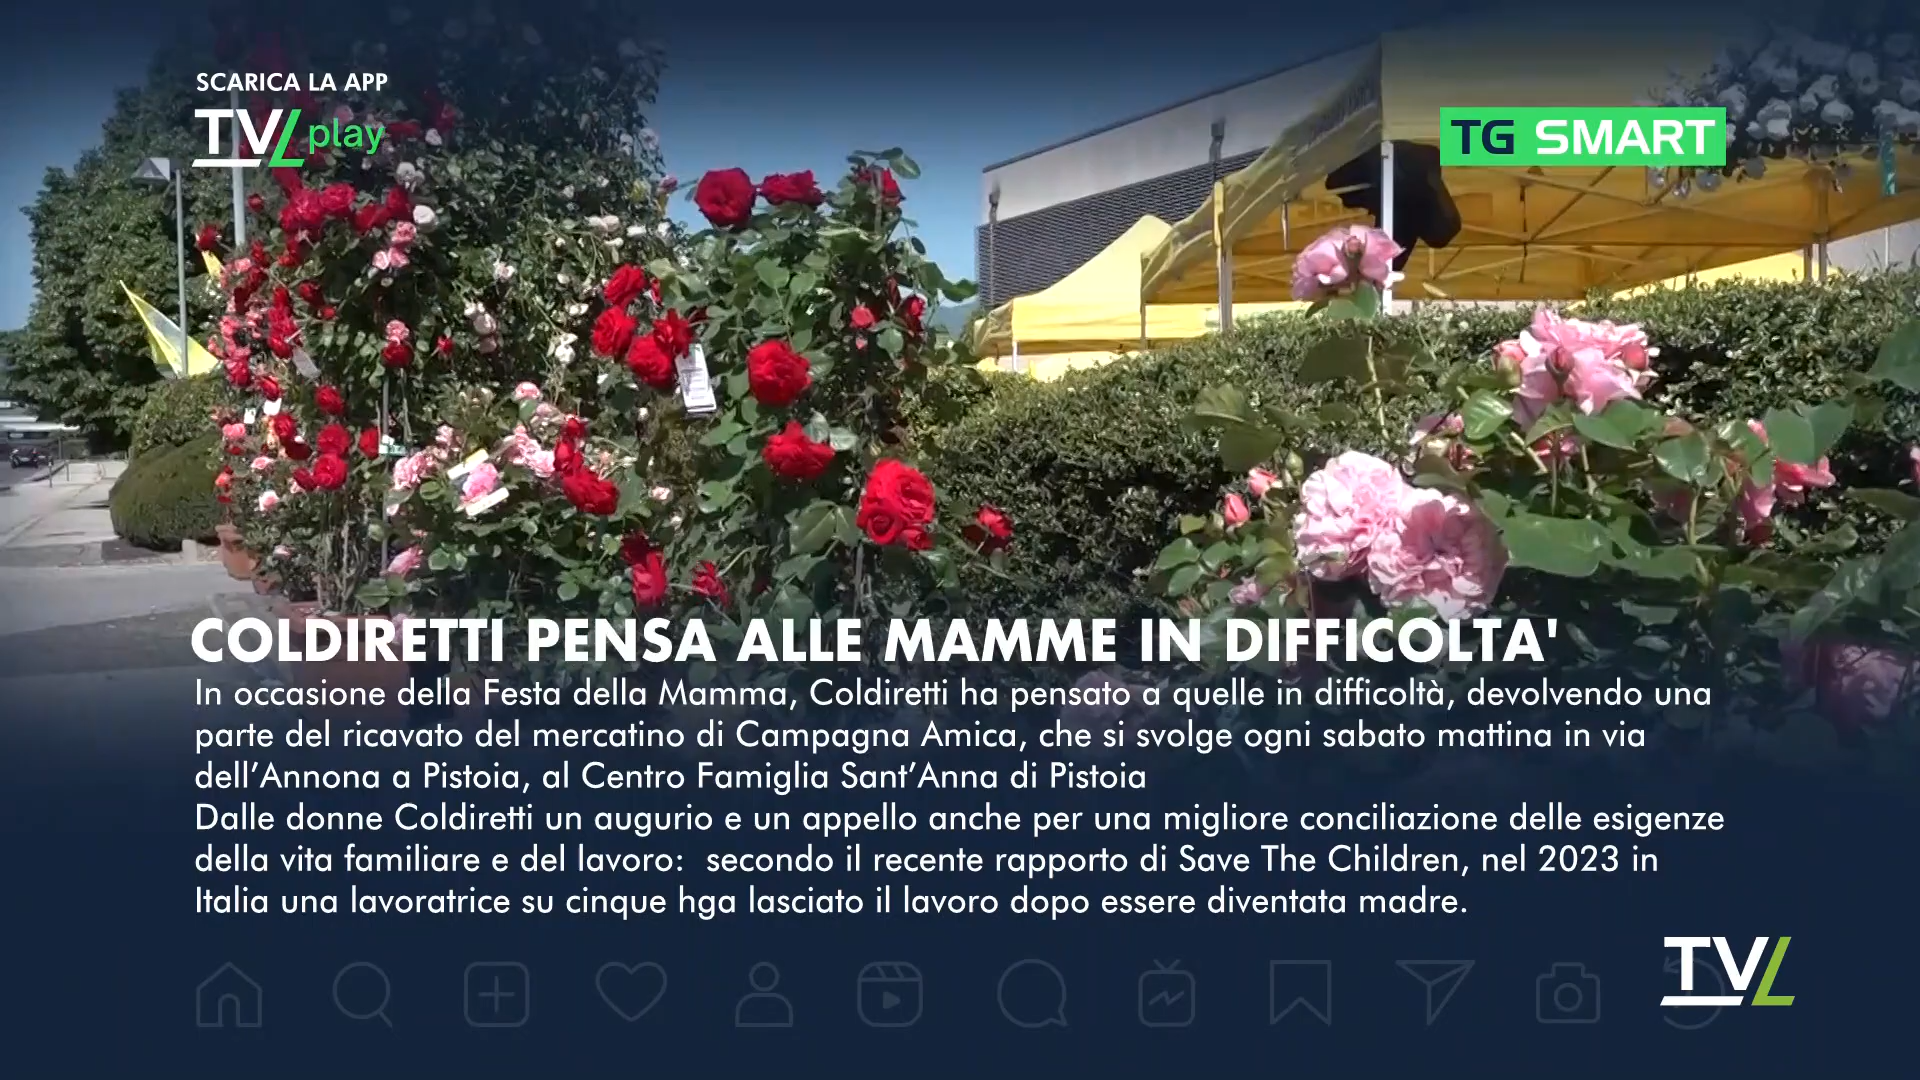 SCARICA LA APP
TVL play
TG SMART
COLDIRETTI PENSA ALLE MAMME IN DIFFICOLTA'
In occasione della Festa della Mamma, Coldiretti ha pensato a quelle in difficoltà, devolvendo una
parte del ricavato del mercatino di Campagna Amica, che si svolge ogni sabato mattina in via
dell’Annona a Pistoia, al Centro Famiglia Sant’Anna di Pistoia
Dalle donne Coldiretti un augurio e un appello anche per una migliore conciliazione delle esigenze
della vita familiare e del lavoro:  secondo il recente rapporto di Save The Children, nel 2023 in
Italia una lavoratrice su cinque hga lasciato il lavoro dopo essere diventata madre.
TVL